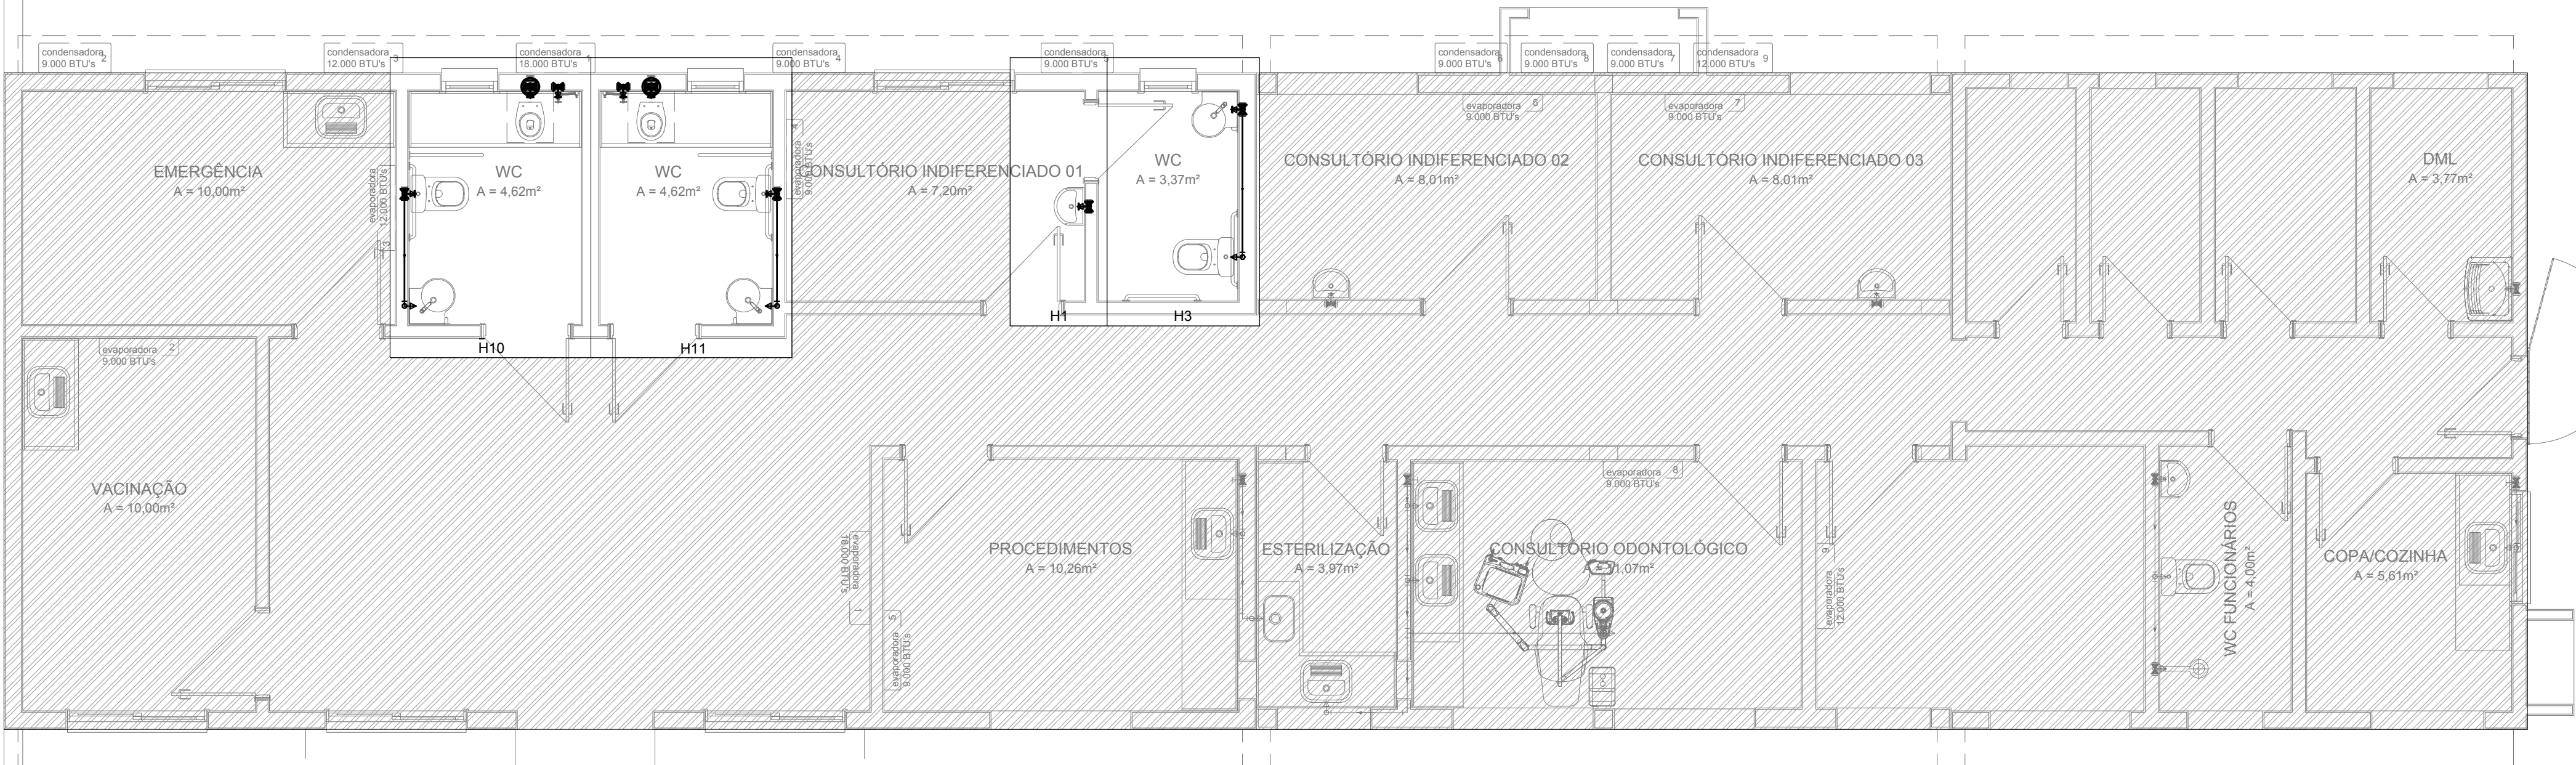 condensadora 2
9.000 BTU's
condensadora 3
12.000 BTU's
condensadora 1
18.000 BTU's
condensadora 4
9.000 BTU's
condensadora 5
9.000 BTU's
condensadora 6
9.000 BTU's
condensadora 8
9.000 BTU's
condensadora 7
9.000 BTU's
condensadora 9
12.000 BTU's
EMERGÊNCIA
A = 10,00m²
evaporadora 3
12.000 BTU's
WC
A = 4,62m²
WC
A = 4,62m²
evaporadora 4
9.000 BTU's
CONSULTÓRIO INDIFERENCIADO 01
A = 7,20m²
WC
A = 3,37m²
evaporadora 6
9.000 BTU's
CONSULTÓRIO INDIFERENCIADO 02
A = 8,01m²
evaporadora 7
9.000 BTU's
CONSULTÓRIO INDIFERENCIADO 03
A = 8,01m²
DML
A = 3,77m²
H10
H11
H1
H3
evaporadora 2
9.000 BTU's
VACINAÇÃO
A = 10,00m²
evaporadora 1
18.000 BTU's
evaporadora 5
9.000 BTU's
PROCEDIMENTOS
A = 10,26m²
ESTERILIZAÇÃO
A = 3,97m²
evaporadora 8
9.000 BTU's
CONSULTÓRIO ODONTOLÓGICO
1,07m²
evaporadora 9
12.000 BTU's
WC FUNCIONÁRIOS
A = 4,00m²
COPA/COZINHA
A = 5,61m²